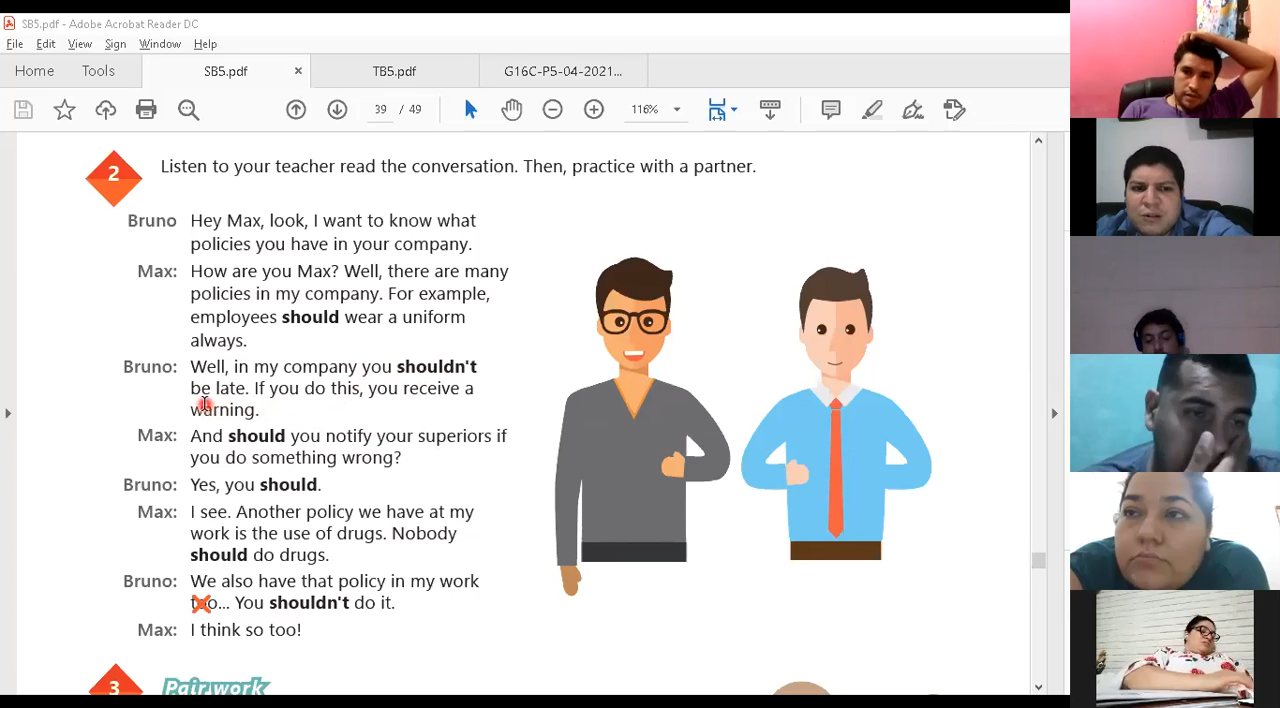 SB5.pdf - Adobe Acrobat Reader DC
File Edit View Sign Window Help
Home Tools SB5.pdf × TB5.pdf G16C-P5-04-2021...
39 / 49 116%
2 Listen to your teacher read the conversation. Then, practice with a partner.
Bruno Hey Max, look, I want to know what
policies you have in your company.
Max: How are you Max? Well, there are many
policies in my company. For example,
employees should wear a uniform
always.
Bruno: Well, in my company you shouldn't
be late. If you do this, you receive a
warning.
Max: And should you notify your superiors if
you do something wrong?
Bruno: Yes, you should.
Max: I see. Another policy we have at my
work is the use of drugs. Nobody
should do drugs.
Bruno: We also have that policy in my work
too... You shouldn't do it.
Max: I think so too!
3 Pair work